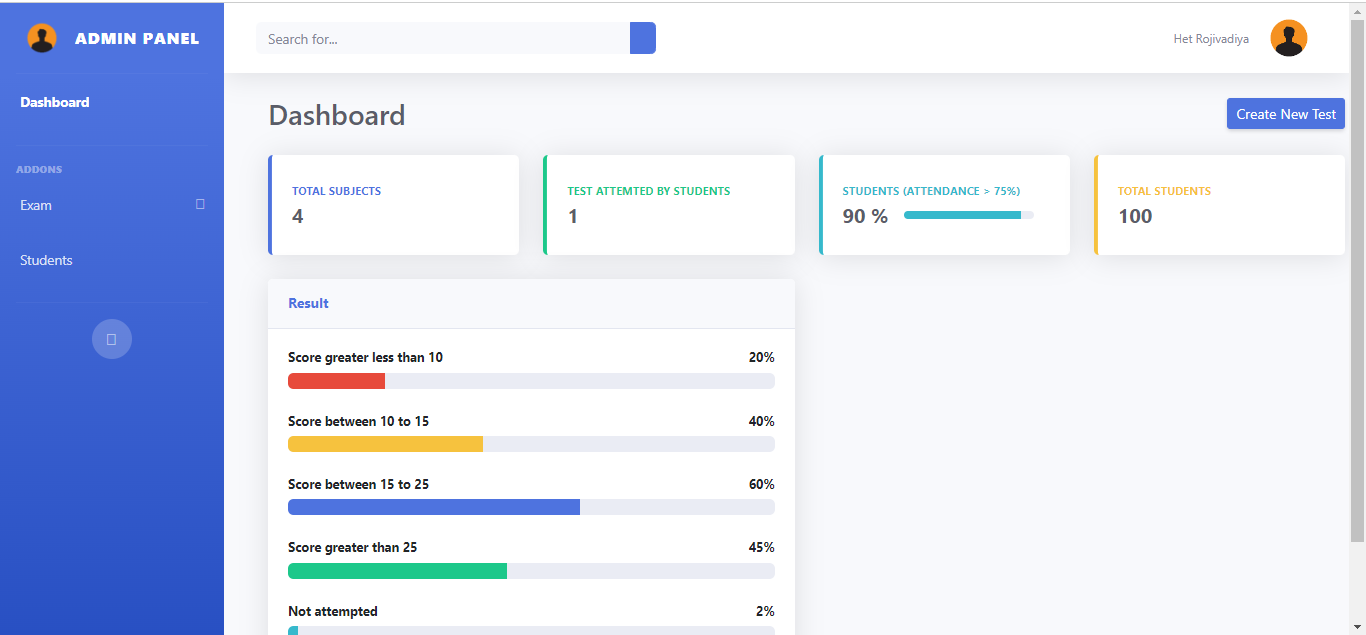 ADMIN PANEL
Search for...
Het Rojivadiya
Dashboard
Dashboard
Create New Test
ADDONS
Exam
Students
TOTAL SUBJECTS
4
TEST ATTEMTED BY STUDENTS
1
STUDENTS (ATTENDANCE > 75%)
90 %
TOTAL STUDENTS
100
Result
Score greater less than 10 20%
Score between 10 to 15 40%
Score between 15 to 25 60%
Score greater than 25 45%
Not attempted 2%